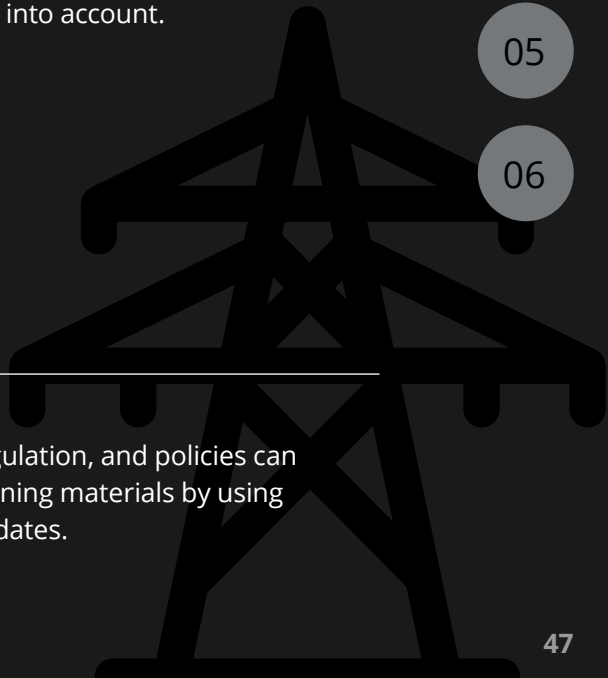 into account.
05
06
gulation, and policies can
ning materials by using
dates.
47